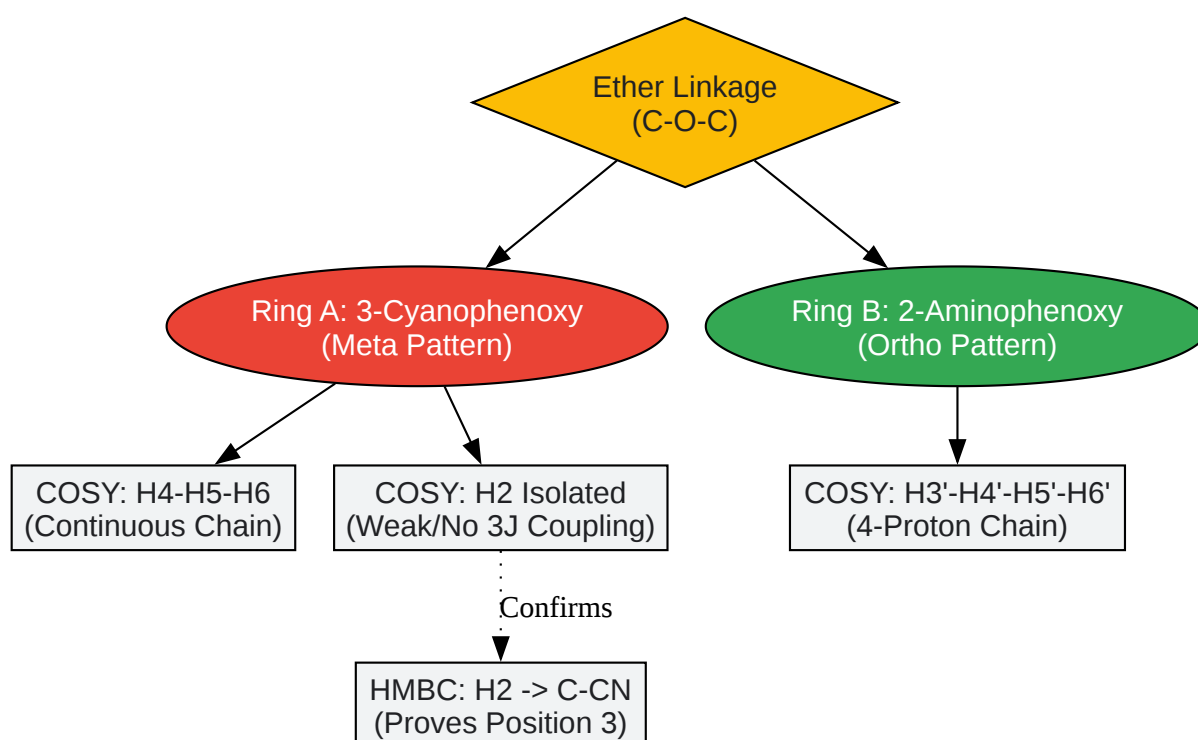 Ether Linkage
(C-O-C)
Ring A: 3-Cyanophenoxy
(Meta Pattern)
Ring B: 2-Aminophenoxy
(Ortho Pattern)
COSY: H4-H5-H6
(Continuous Chain)
COSY: H2 Isolated
(Weak/No 3J Coupling)
COSY: H3'-H4'-H5'-H6'
(4-Proton Chain)
Confirms
HMBC: H2 -> C-CN
(Proves Position 3)